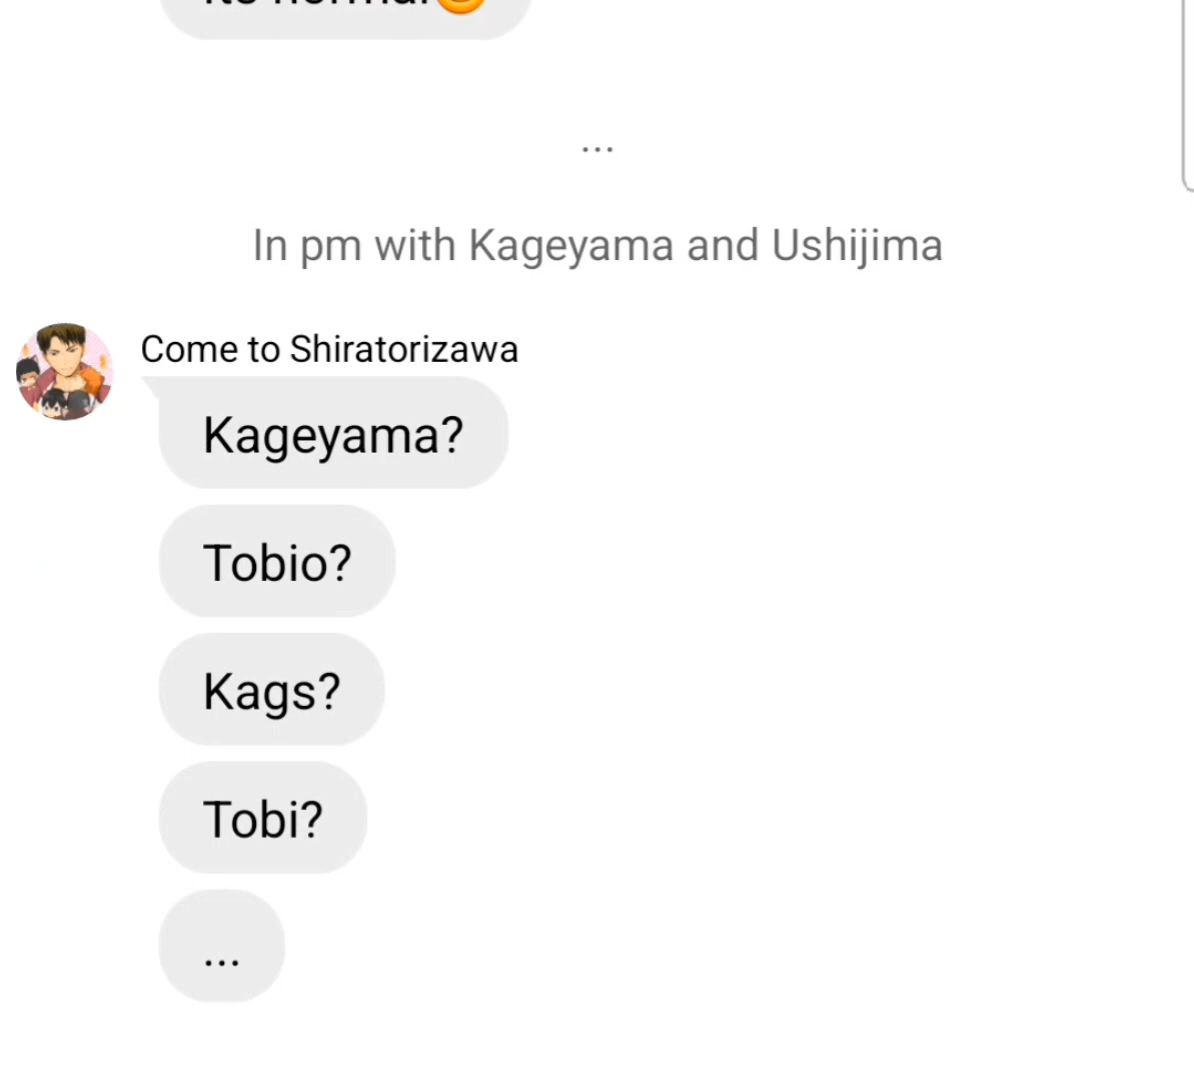 ...
In pm with Kageyama and Ushijima
Come to Shiratorizawa
Kageyama?
Tobio?
Kags?
Tobi?
...